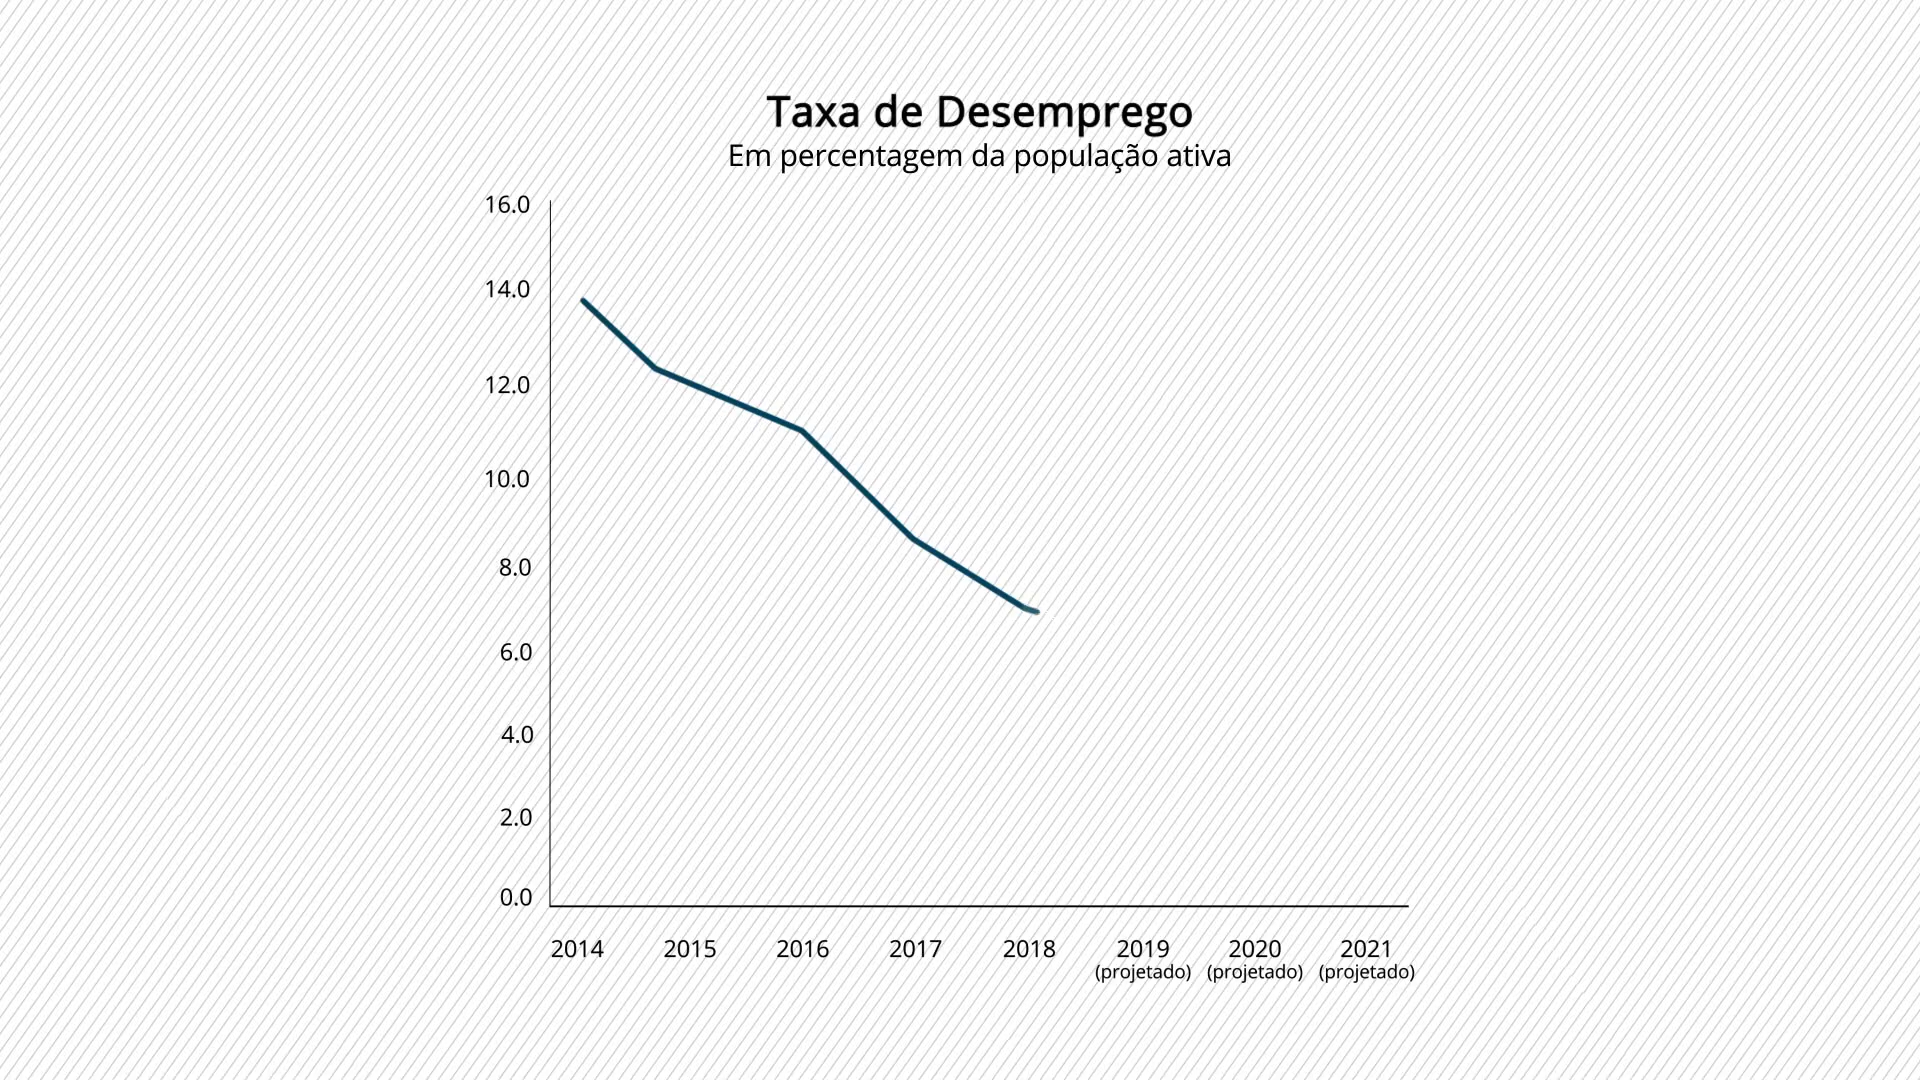 Taxa de Desemprego
Em percentagem da população ativa
16.0
14.0
12.0
10.0
8.0
6.0
4.0
2.0
0.0
2014 2015 2016 2017 2018 2019 2020 2021
(projetado) (projetado) (projetado)